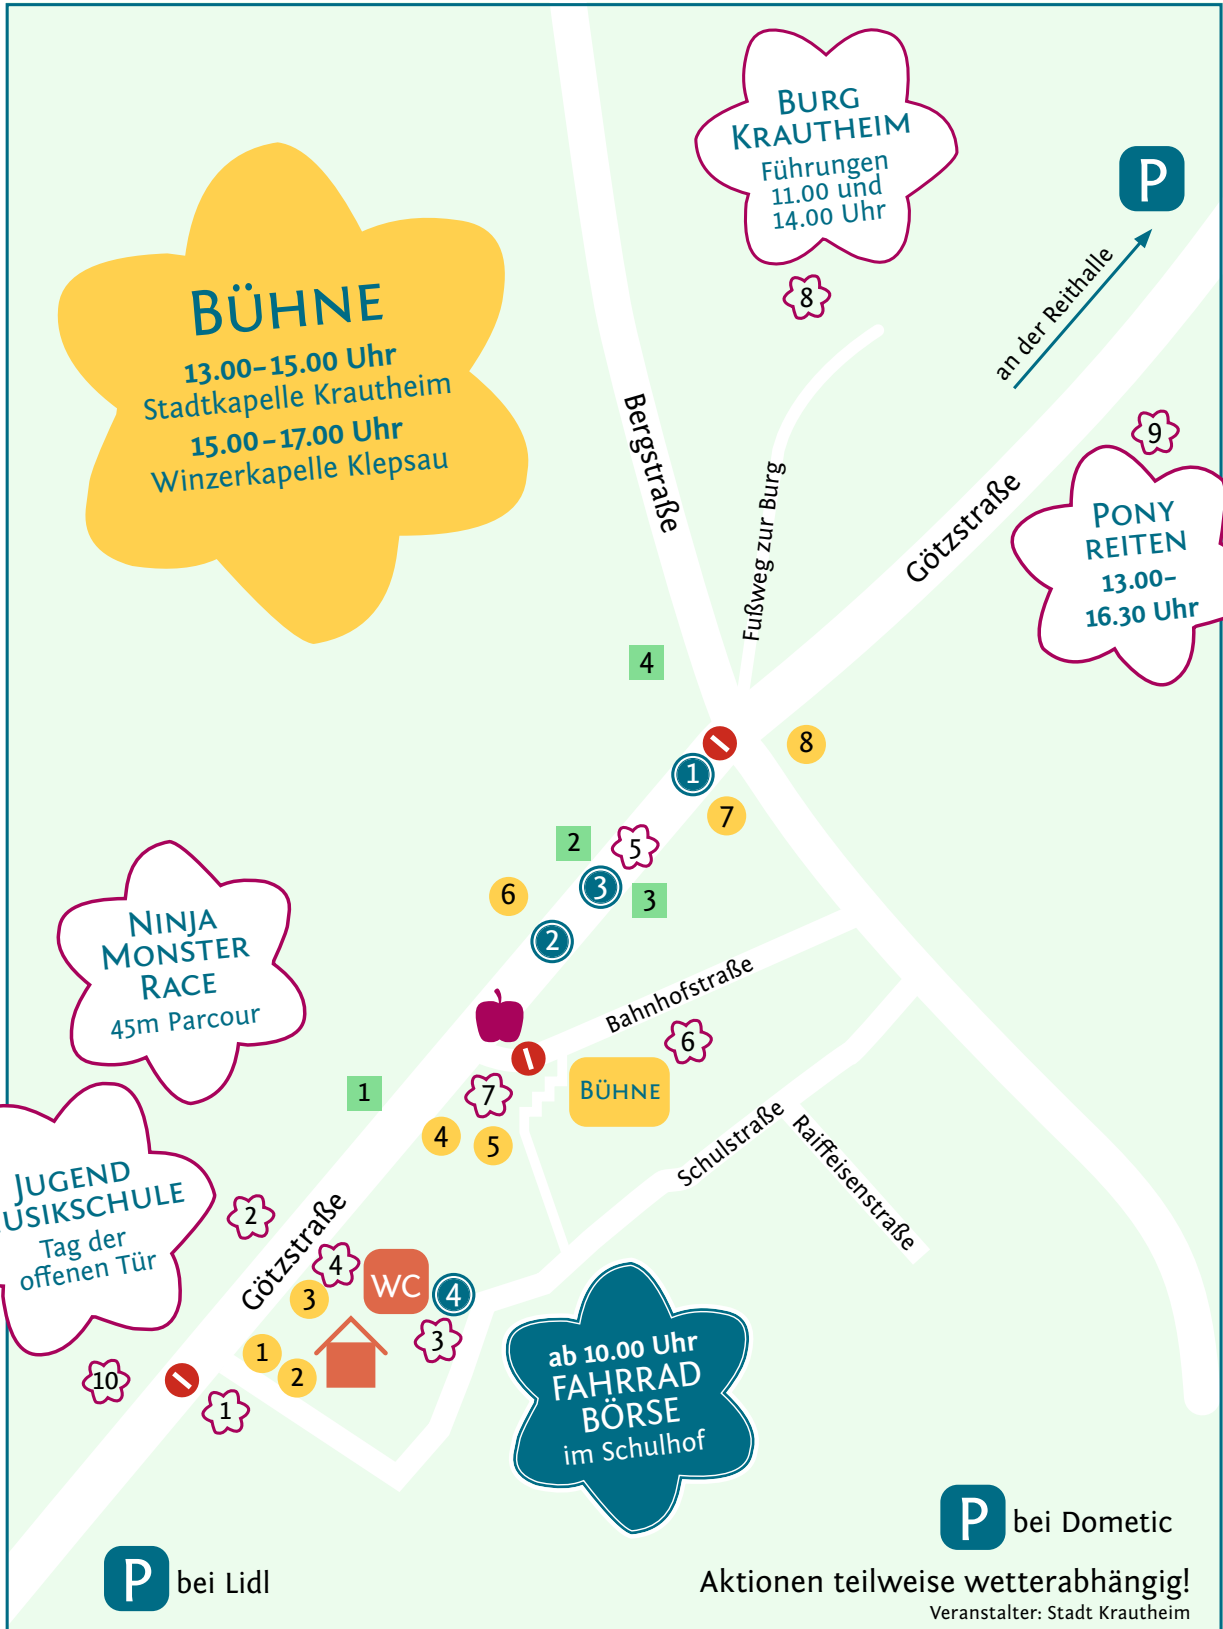 BURG
KRAUTHEIM
Führungen
11.00 und
14.00 Uhr
8
P
an der Reithalle
BÜHNE
13.00–15.00 Uhr
Stadtkapelle Krautheim
15.00–17.00 Uhr
Winzerkapelle Klepsau
Bergstraße
Fußweg zur Burg
Götzstraße
9
PONY
REITEN
13.00–
16.30 Uhr
4
8
1
7
2
5
3
3
6
2
NINJA
MONSTER
RACE
45m Parcour
Bahnhofstraße
6
BÜHNE
1
7
4
5
Schulstraße
Raiffeisenstraße
JUGEND
USIKSCHULE
Tag der
offenen Tür
2
Götzstraße
4
WC
4
3
3
1
2
10
1
ab 10.00 Uhr
FAHRRAD
BÖRSE
im Schulhof
P bei Dometic
P bei Lidl
Aktionen teilweise wetterabhängig!
Veranstalter: Stadt Krautheim